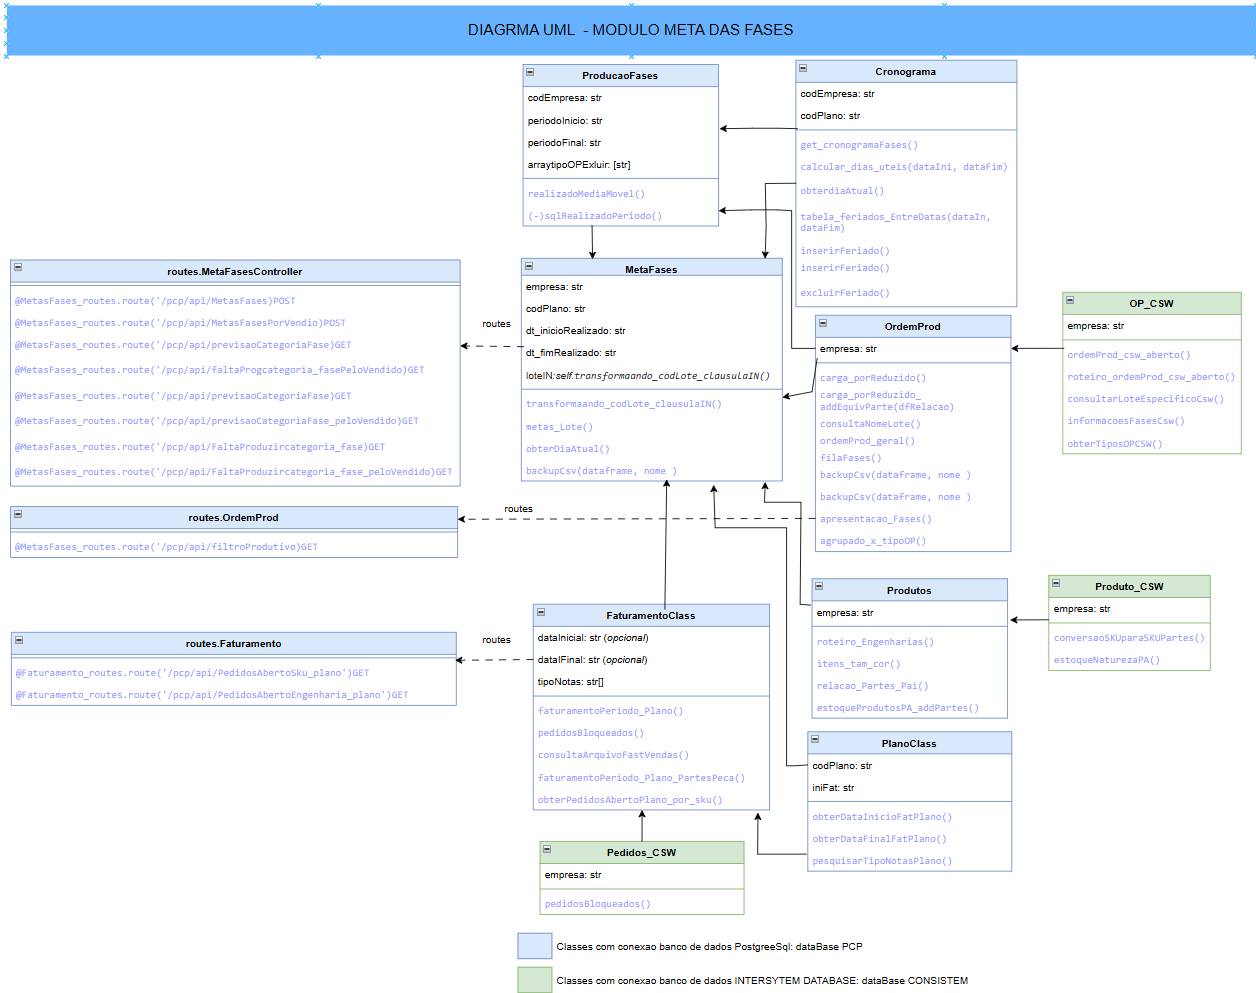 DIAGRMA UML - MODULO META DAS FASES
ProducaoFases
codEmpresa: str
periodoInicio: str
periodoFinal: str
arraytipoOPExluir: [str]
realizadoMediaMovel()
(-)sqlRealizadoPeriodo()
Cronograma
codEmpresa: str
codPlano: str
get_cronogramaFases()
calcular_dias_uteis(dataIni, dataFim)
obterdiaAtual()
tabela_feriados_EntreDatas(dataIn,
dataFim)
inserirFeriado()
inserirFeriado()
excluirFeriado()
routes.MetaFasesController
@MetasFases_routes.route('/pcp/api/MetasFases)POST
@MetasFases_routes.route('/pcp/api/MetasFasesPorVendio)POST
@MetasFases_routes.route('/pcp/api/previsaoCategoriaFase)GET
@MetasFases_routes.route('/pcp/api/faltaProgcategoria_fasePeloVendido)GET
@MetasFases_routes.route('/pcp/api/previsaoCategoriaFase)GET
@MetasFases_routes.route('/pcp/api/previsaoCategoriaFase_peloVendido)GET
@MetasFases_routes.route('/pcp/api/FaltaProduzircategoria_fase)GET
@MetasFases_routes.route('/pcp/api/FaltaProduzircategoria_fase_peloVendido)GET
routes
MetaFases
empresa: str
codPlano: str
dt_inicioRealizado: str
dt_fimRealizado: str
loteIN:self.transformaando_codLote_clausulaIN()
transformaando_codLote_clausulaIN()
metas_Lote()
obterDiaAtual()
backupCsv(dataframe, nome )
OrdemProd
empresa: str
carga_porReduzido()
carga_porReduzido_
addEquivParte(dfRelacao)
consultaNomeLote()
ordemProd_geral()
filaFases()
backupCsv(dataframe, nome )
backupCsv(dataframe, nome )
apresentacao_Fases()
agrupado_x_tipoOP()
OP_CSW
empresa: str
ordemProd_csw_aberto()
roteiro_ordemProd_csw_aberto()
consultarLoteEspecificoCsw()
informacoesFasesCsw()
obterTiposOPCSW()
routes.OrdemProd
@MetasFases_routes.route('/pcp/api/filtroProdutivo)GET
routes
Produtos
empresa: str
roteiro_Engenharias()
itens_tam_cor()
relacao_Partes_Pai()
estoqueProdutosPA_addPartes()
Produto_CSW
empresa: str
conversaoSKUparaSKUPartes()
estoqueNaturezaPA()
routes.Faturamento
@Faturamento_routes.route('/pcp/api/PedidosAbertoSku_plano')GET
@Faturamento_routes.route('/pcp/api/PedidosAbertoEngenharia_plano')GET
routes
FaturamentoClass
dataInicial: str (opcional)
datalFinal: str (opcional)
tipoNotas: str[]
faturamentoPeriodo_Plano()
pedidosBloqueados()
consultaArquivoFastVendas()
faturamentoPeriodo_Plano_PartesPeca()
obterPedidosAbertoPlano_por_sku()
PlanoClass
codPlano: str
iniFat: str
obterDataInicioFatPlano()
obterDataFinalFatPlano()
pesquisarTipoNotasPlano()
Pedidos_CSW
empresa: str
pedidosBloqueados()
Classes com conexao banco de dados PostgreeSql: dataBase PCP
Classes com conexao banco de dados INTERSYTEM DATABASE: dataBase CONSISTEM